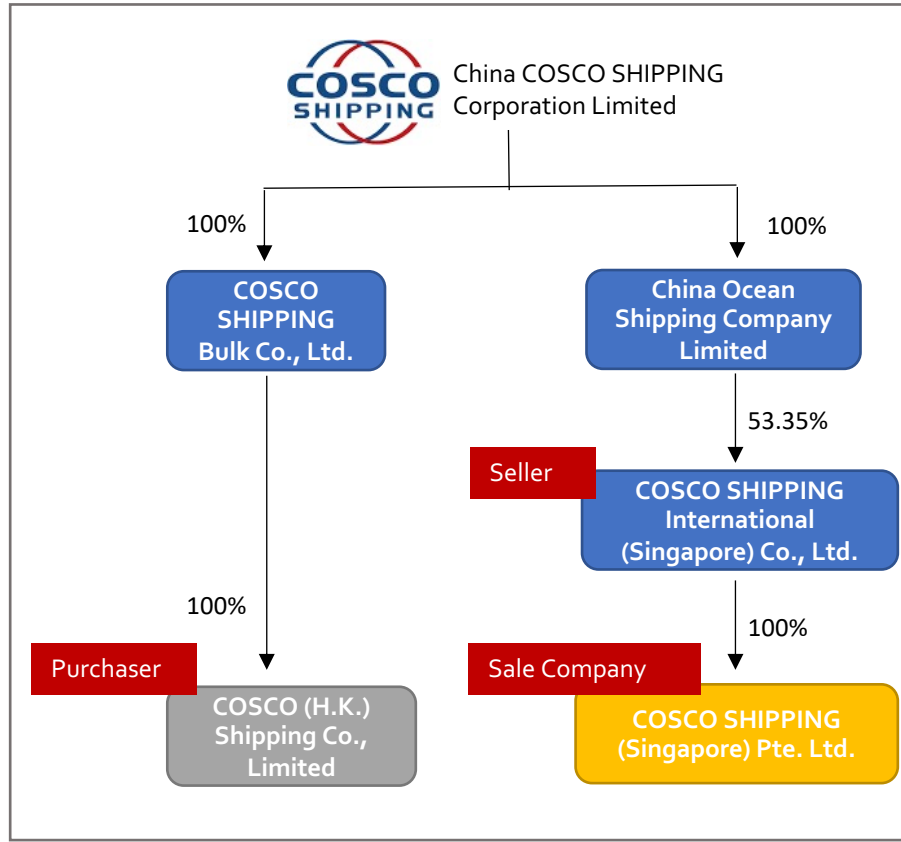 COSCO
SHIPPING
China COSCO SHIPPING
Corporation Limited
100%
100%
COSCO
SHIPPING
Bulk Co., Ltd.
China Ocean
Shipping Company
Limited
53.35%
Seller
COSCO SHIPPING
International
(Singapore) Co., Ltd.
100%
100%
Purchaser
Sale Company
COSCO (H.K.)
Shipping Co.,
Limited
COSCO SHIPPING
(Singapore) Pte. Ltd.